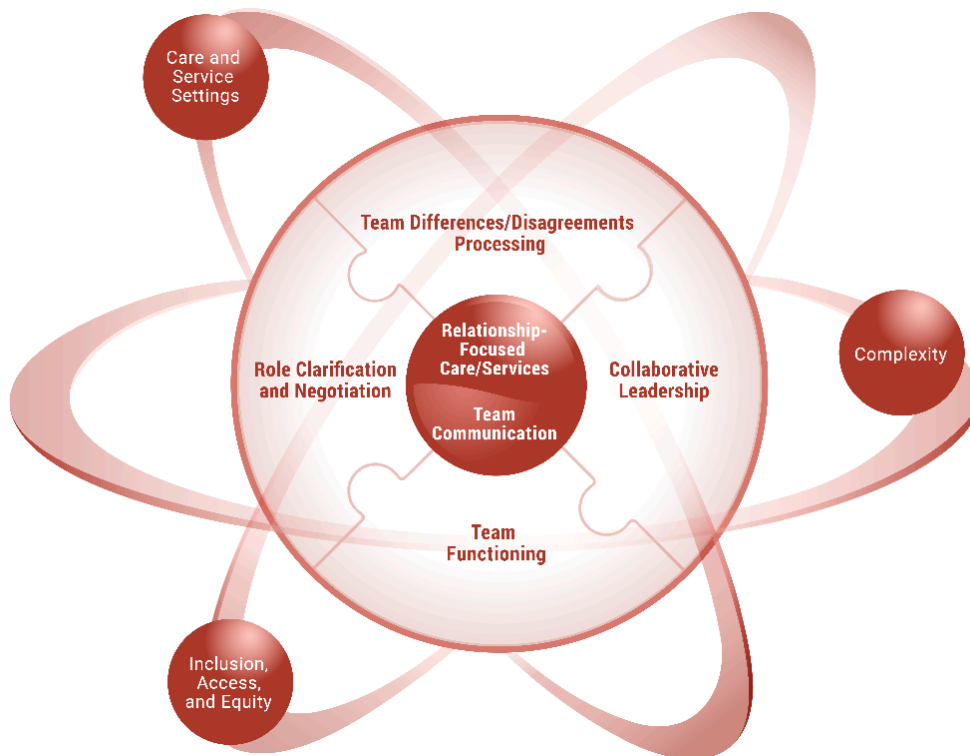 Care and
Service
Settings
Team Differences/Disagreements
Processing
Relationship-
Focused
Care/Services
Role Clarification
and Negotiation
Collaborative
Leadership
Complexity
Team
Communication
Team
Functioning
Inclusion,
Access,
and Equity